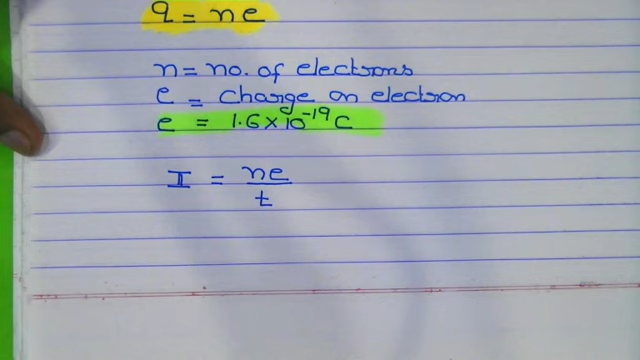 q = ne
n = no. of electrons
e = charge on electron
e = 1.6 × 10⁻¹⁹ C
I = ne/t